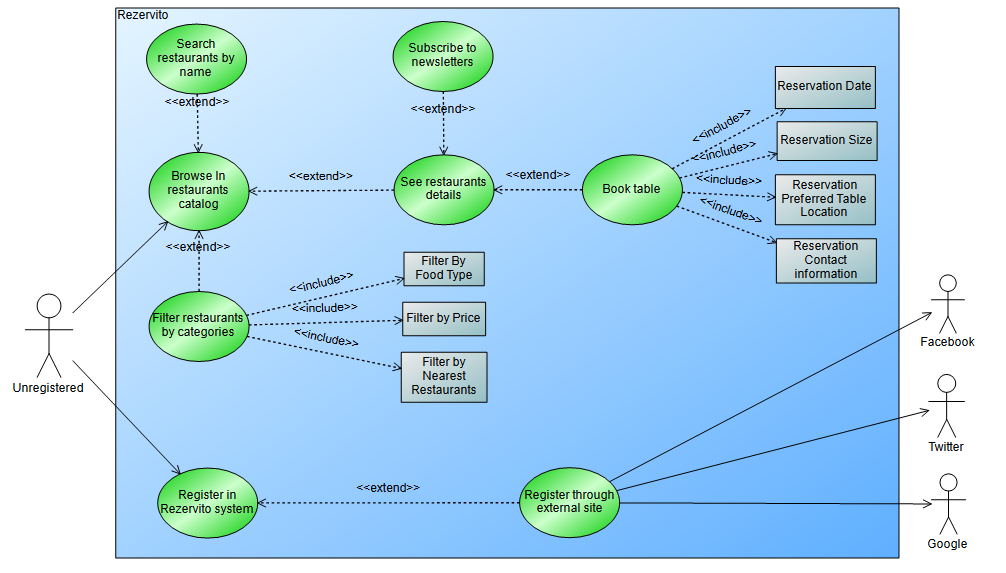 Rezervito
Search
restaurants by
name
Subscribe to
newsletters
<<extend>>
<<extend>>
Reservation Date
<<include>>
Reservation Size
<<include>>
Browse In
restaurants
catalog
<<extend>>
See restaurants
details
<<extend>>
Book table
<<include>>
Reservation
Preferred Table
Location
<<include>>
Reservation
Contact
information
<<extend>>
Filter By
Food Type
<<include>>
<<include>>
Filter restaurants
by categories
Filter by Price
<<include>>
Filter by
Nearest
Restaurants
Unregistered
Facebook
Twitter
Register in
Rezervito system
<<extend>>
Register through
external site
Google